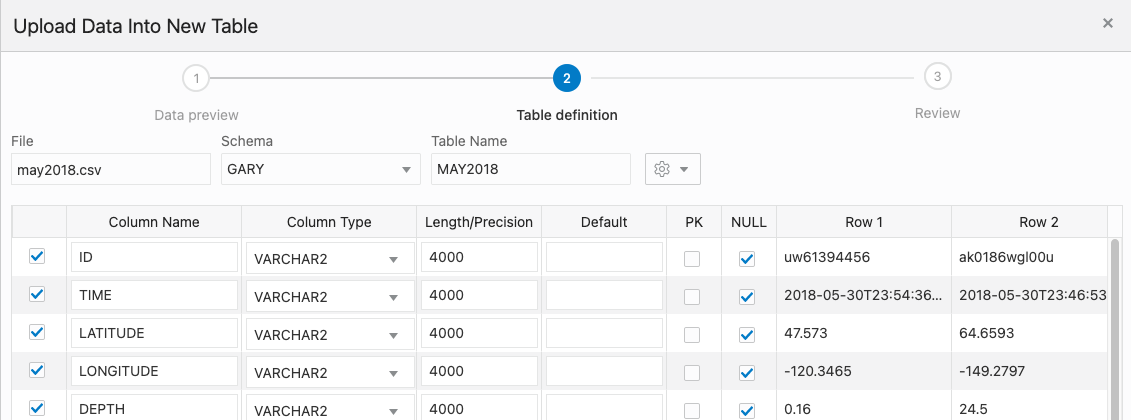 Upload Data Into New Table
1 2 3
Data preview Table definition Review
File Schema Table Name
may2018.csv GARY MAY2018
Column Name Column Type Length/Precision Default PK NULL Row 1 Row 2
ID VARCHAR2 4000 uw61394456 ak0186wgl00u
TIME VARCHAR2 4000 2018-05-30T23:54:36... 2018-05-30T23:46:53
LATITUDE VARCHAR2 4000 47.573 64.6593
LONGITUDE VARCHAR2 4000 -120.3465 -149.2797
DEPTH VARCHAR2 4000 0.16 24.5